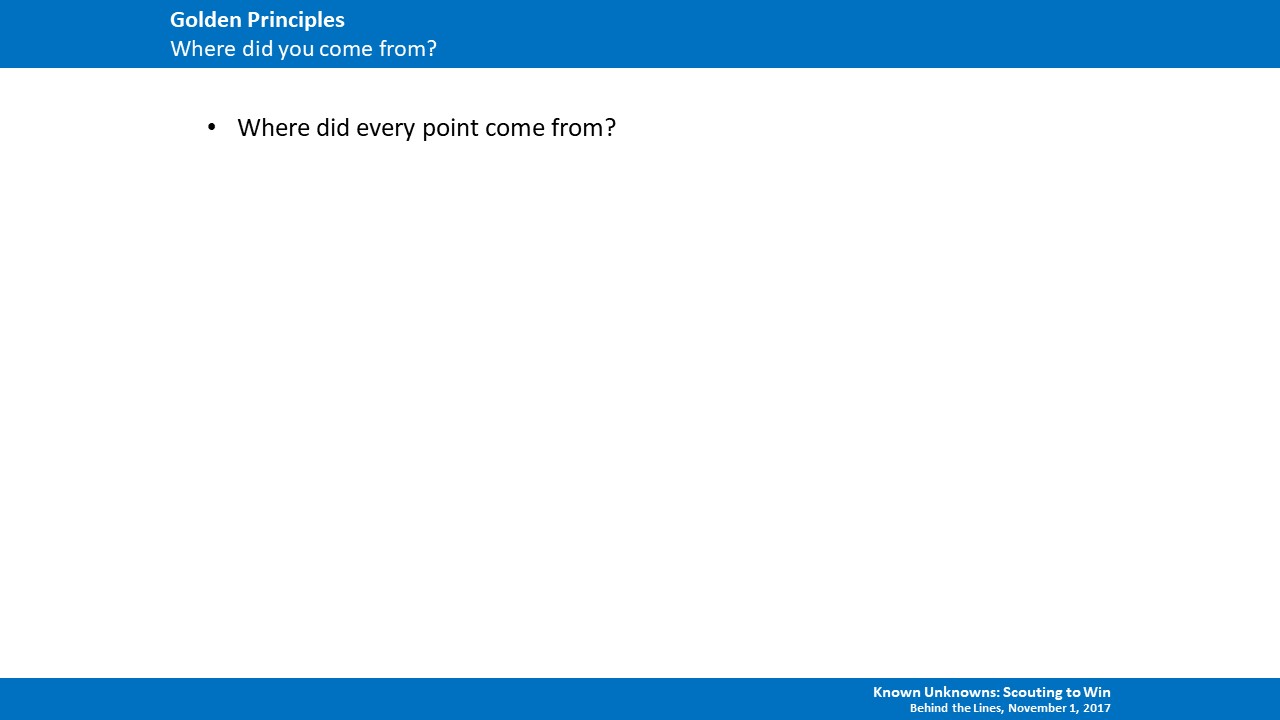 Golden Principles
Where did you come from?
• Where did every point come from?
Known Unknowns: Scouting to Win
Behind the Lines, November 1, 2017